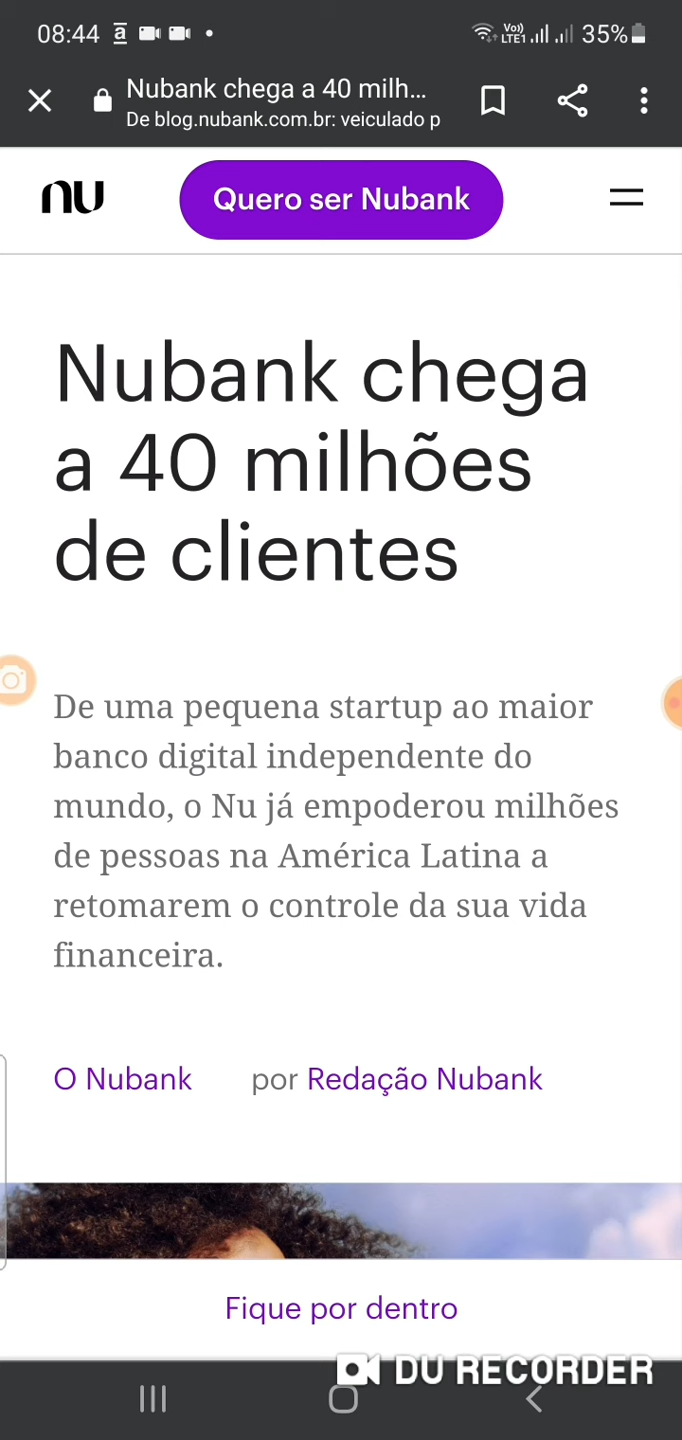 08:44 a Vo)) LTE1 35%
Nubank chega a 40 milh...
De blog.nubank.com.br: veiculado p
nu Quero ser Nubank
Nubank chega
a 40 milhões
de clientes
De uma pequena startup ao maior
banco digital independente do
mundo, o Nu já empoderou milhões
de pessoas na América Latina a
retomarem o controle da sua vida
financeira.
O Nubank por Redação Nubank
Fique por dentro
DU RECORDER